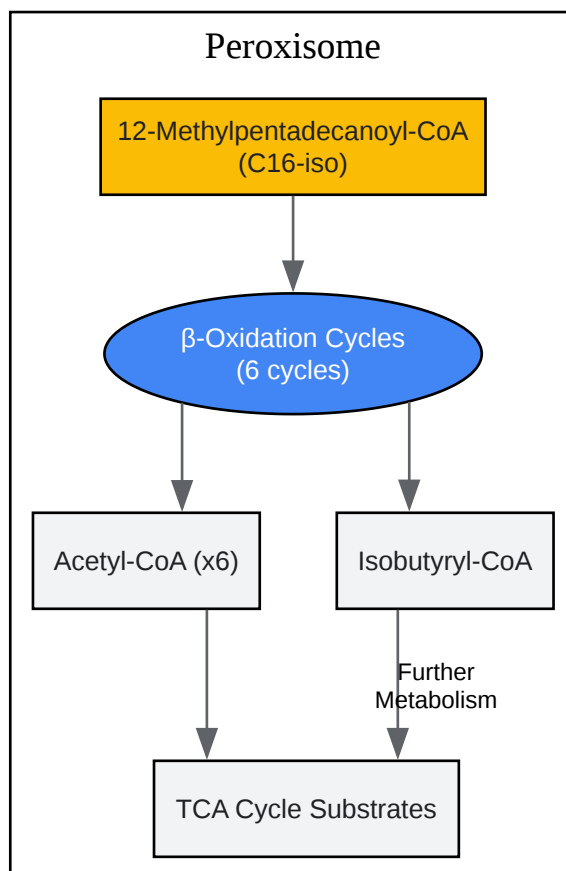 Peroxisome
12-Methylpentadecanoyl-CoA
(C16-iso)
β-Oxidation Cycles
(6 cycles)
Acetyl-CoA (x6)
Isobutyryl-CoA
Further
Metabolism
TCA Cycle Substrates